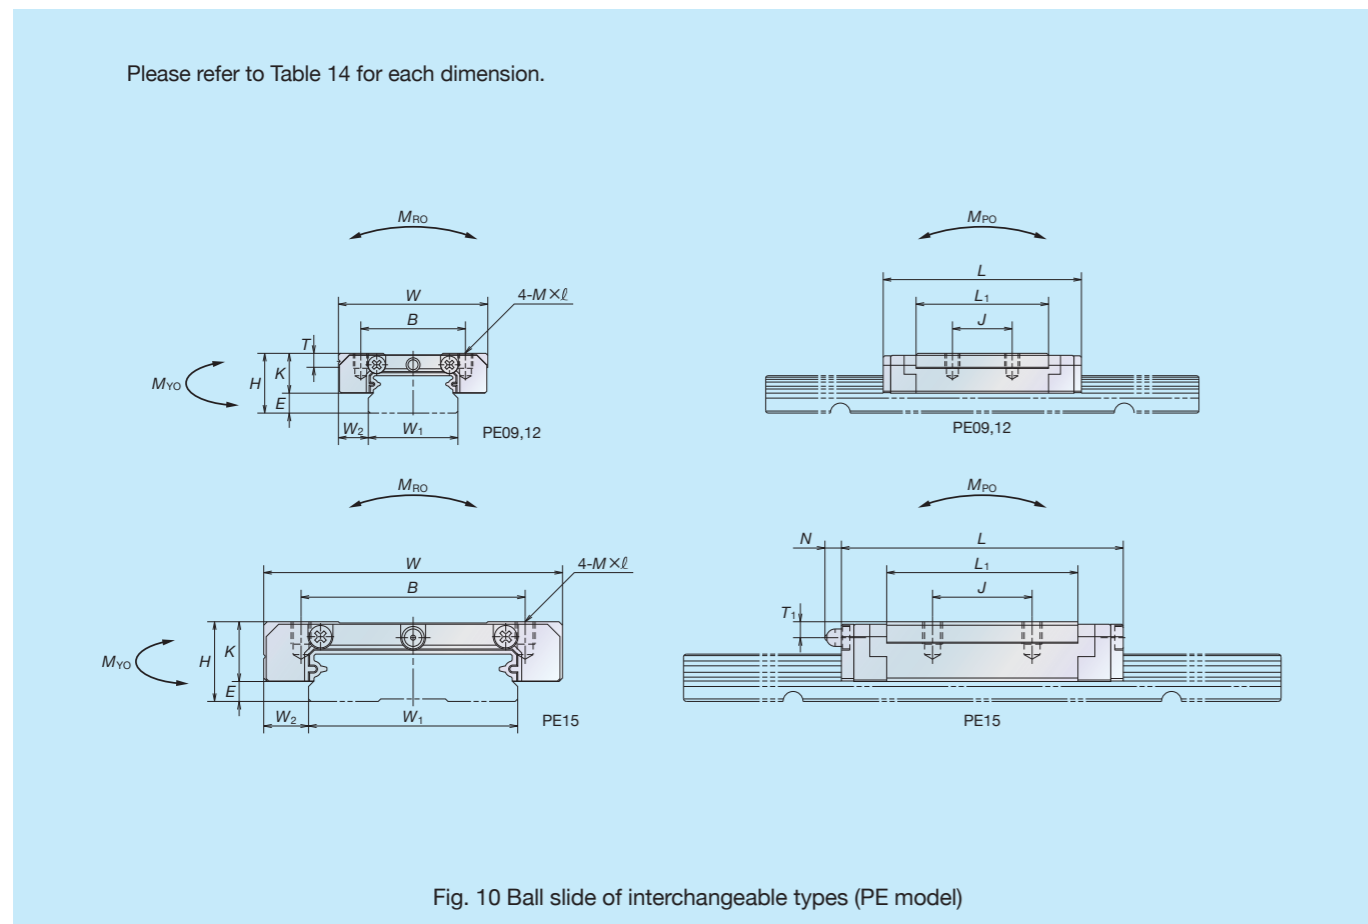 Please refer to Table 14 for each dimension.
MRO
MPO
W
4-M×ℓ
B
T
K
H
E
MYO
W2
W1
PE09,12
L
L1
J
PE09,12
MRO
MPO
W
4-M×ℓ
B
K
H
E
MYO
W2
W1
PE15
N
L
L1
J
T1
PE15
Fig. 10 Ball slide of interchangeable types (PE model)